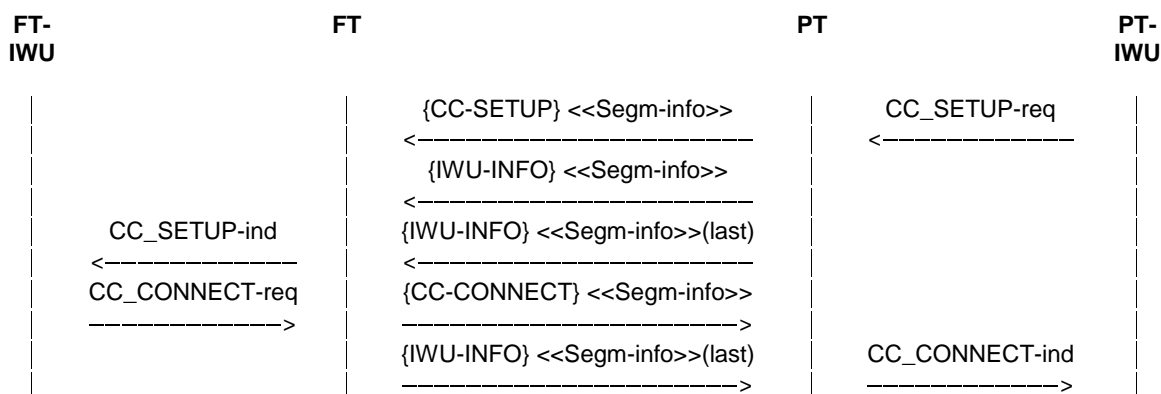 FT-IWU FT PT PT-IWU
{CC-SETUP} <<Segm-info>> CC_SETUP-req
{IWU-INFO} <<Segm-info>>
CC_SETUP-ind {IWU-INFO} <<Segm-info>>(last)
CC_CONNECT-req {CC-CONNECT} <<Segm-info>>
{IWU-INFO} <<Segm-info>>(last) CC_CONNECT-ind